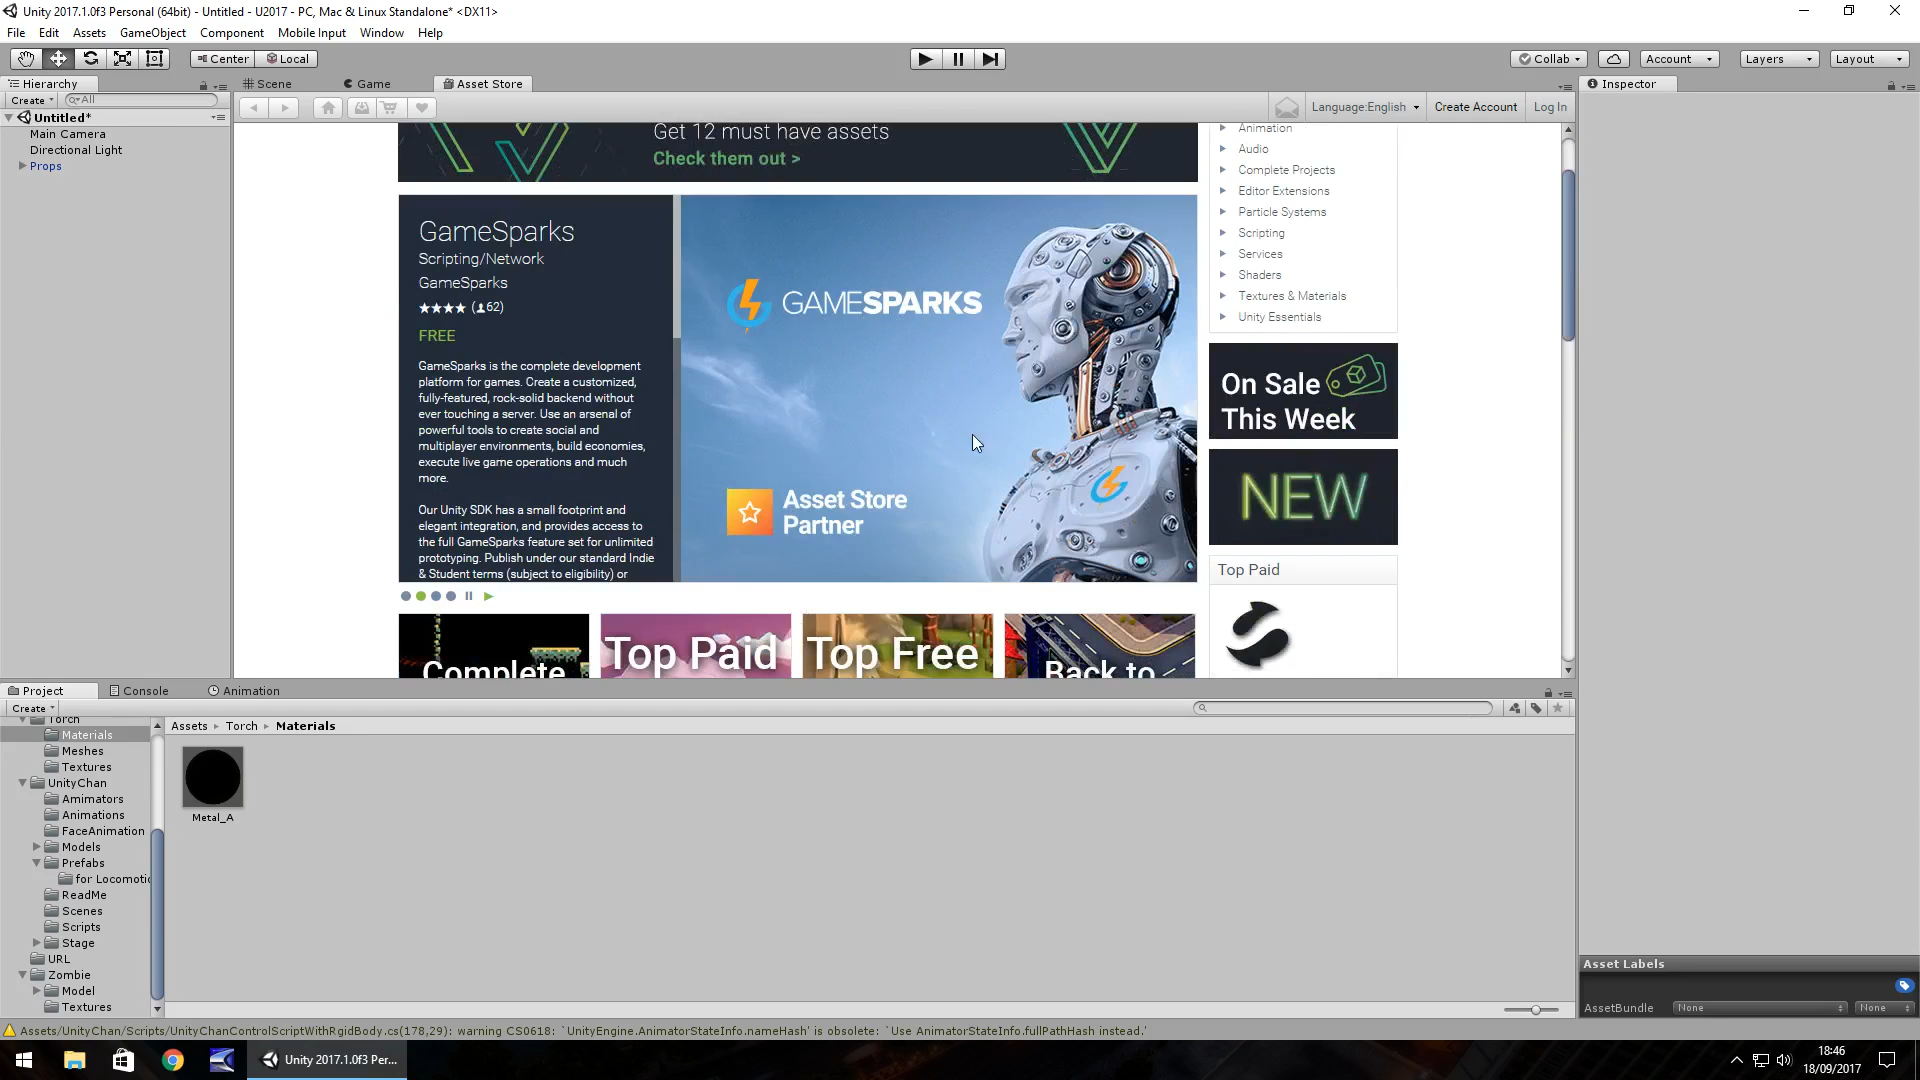 Unity 2017.1.0f3 Personal (64bit) - Untitled - U2017 - PC, Mac & Linux Standalone* <DX11>
File Edit Assets GameObject Component Mobile Input Window Help
Center Local
Collab Account Layers Layout
Hierarchy
Create All
Untitled*
Main Camera
Directional Light
Props
Scene Game Asset Store
Language:English Create Account Log In
Get 12 must have assets
Check them out >
GameSparks
Scripting/Network
GameSparks
(62)
FREE
GameSparks is the complete development
platform for games. Create a customized,
fully-featured, rock-solid backend without
ever touching a server. Use an arsenal of
powerful tools to create social and
multiplayer environments, build economies,
execute live game operations and much
more.
Our Unity SDK has a small footprint and
elegant integration, and provides access to
the full GameSparks feature set for unlimited
prototyping. Publish under our standard Indie
& Student terms (subject to eligibility) or
GAMESPARKS
Asset Store
Partner
Animation
Audio
Complete Projects
Editor Extensions
Particle Systems
Scripting
Services
Shaders
Textures & Materials
Unity Essentials
On Sale
This Week
NEW
Top Paid
Complete
Top Paid
Top Free
Back to
Inspector
Project Console Animation
Create
Torch
Materials
Meshes
Textures
UnityChan
Amimators
Animations
FaceAnimation
Models
Prefabs
for Locomotio
ReadMe
Scenes
Scripts
Stage
URL
Zombie
Model
Textures
Assets Torch Materials
Metal_A
Asset Labels
AssetBundle None None
Assets/UnityChan/Scripts/UnityChanControlScriptWithRgidBody.cs(178,29): warning CS0618: `UnityEngine.AnimatorStateInfo.nameHash' is obsolete: `Use AnimatorStateInfo.fullPathHash instead.'
Unity 2017.1.0f3 Per...
18:46
18/09/2017